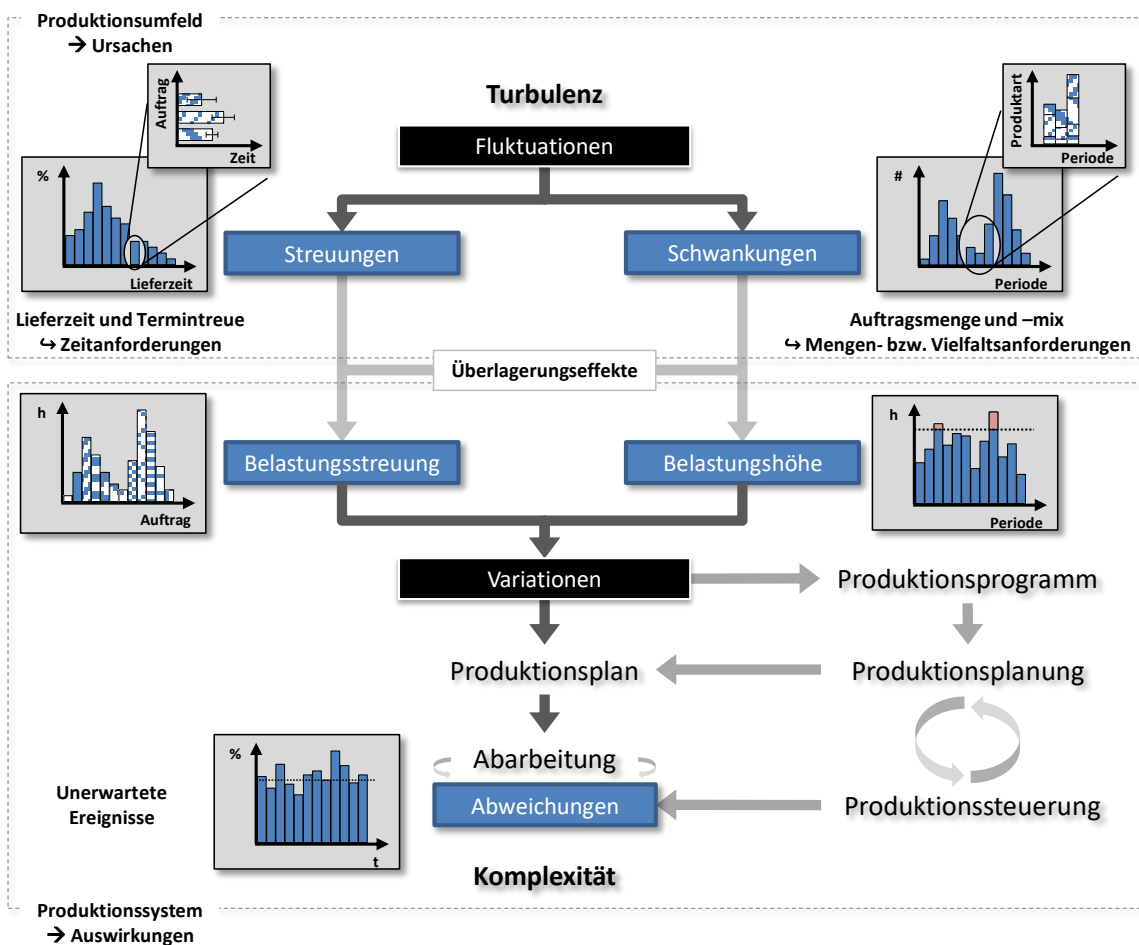 Produktionsumfeld
→ Ursachen
Auftrag
Zeit
%
Lieferzeit
Turbulenz
Fluktuationen
Produktart
Periode
#
Periode
Streuungen
Schwankungen
Lieferzeit und Termintreue
↪ Zeitanforderungen
Auftragsmenge und –mix
↪ Mengen- bzw. Vielfaltsanforderungen
Überlagerungseffekte
h
Auftrag
Belastungsstreuung
Belastungshöhe
h
Periode
Variationen
Produktionsprogramm
Produktionsplan
Produktionsplanung
%
t
Unerwartete
Ereignisse
Abarbeitung
Abweichungen
Produktionssteuerung
Komplexität
Produktionssystem
→ Auswirkungen